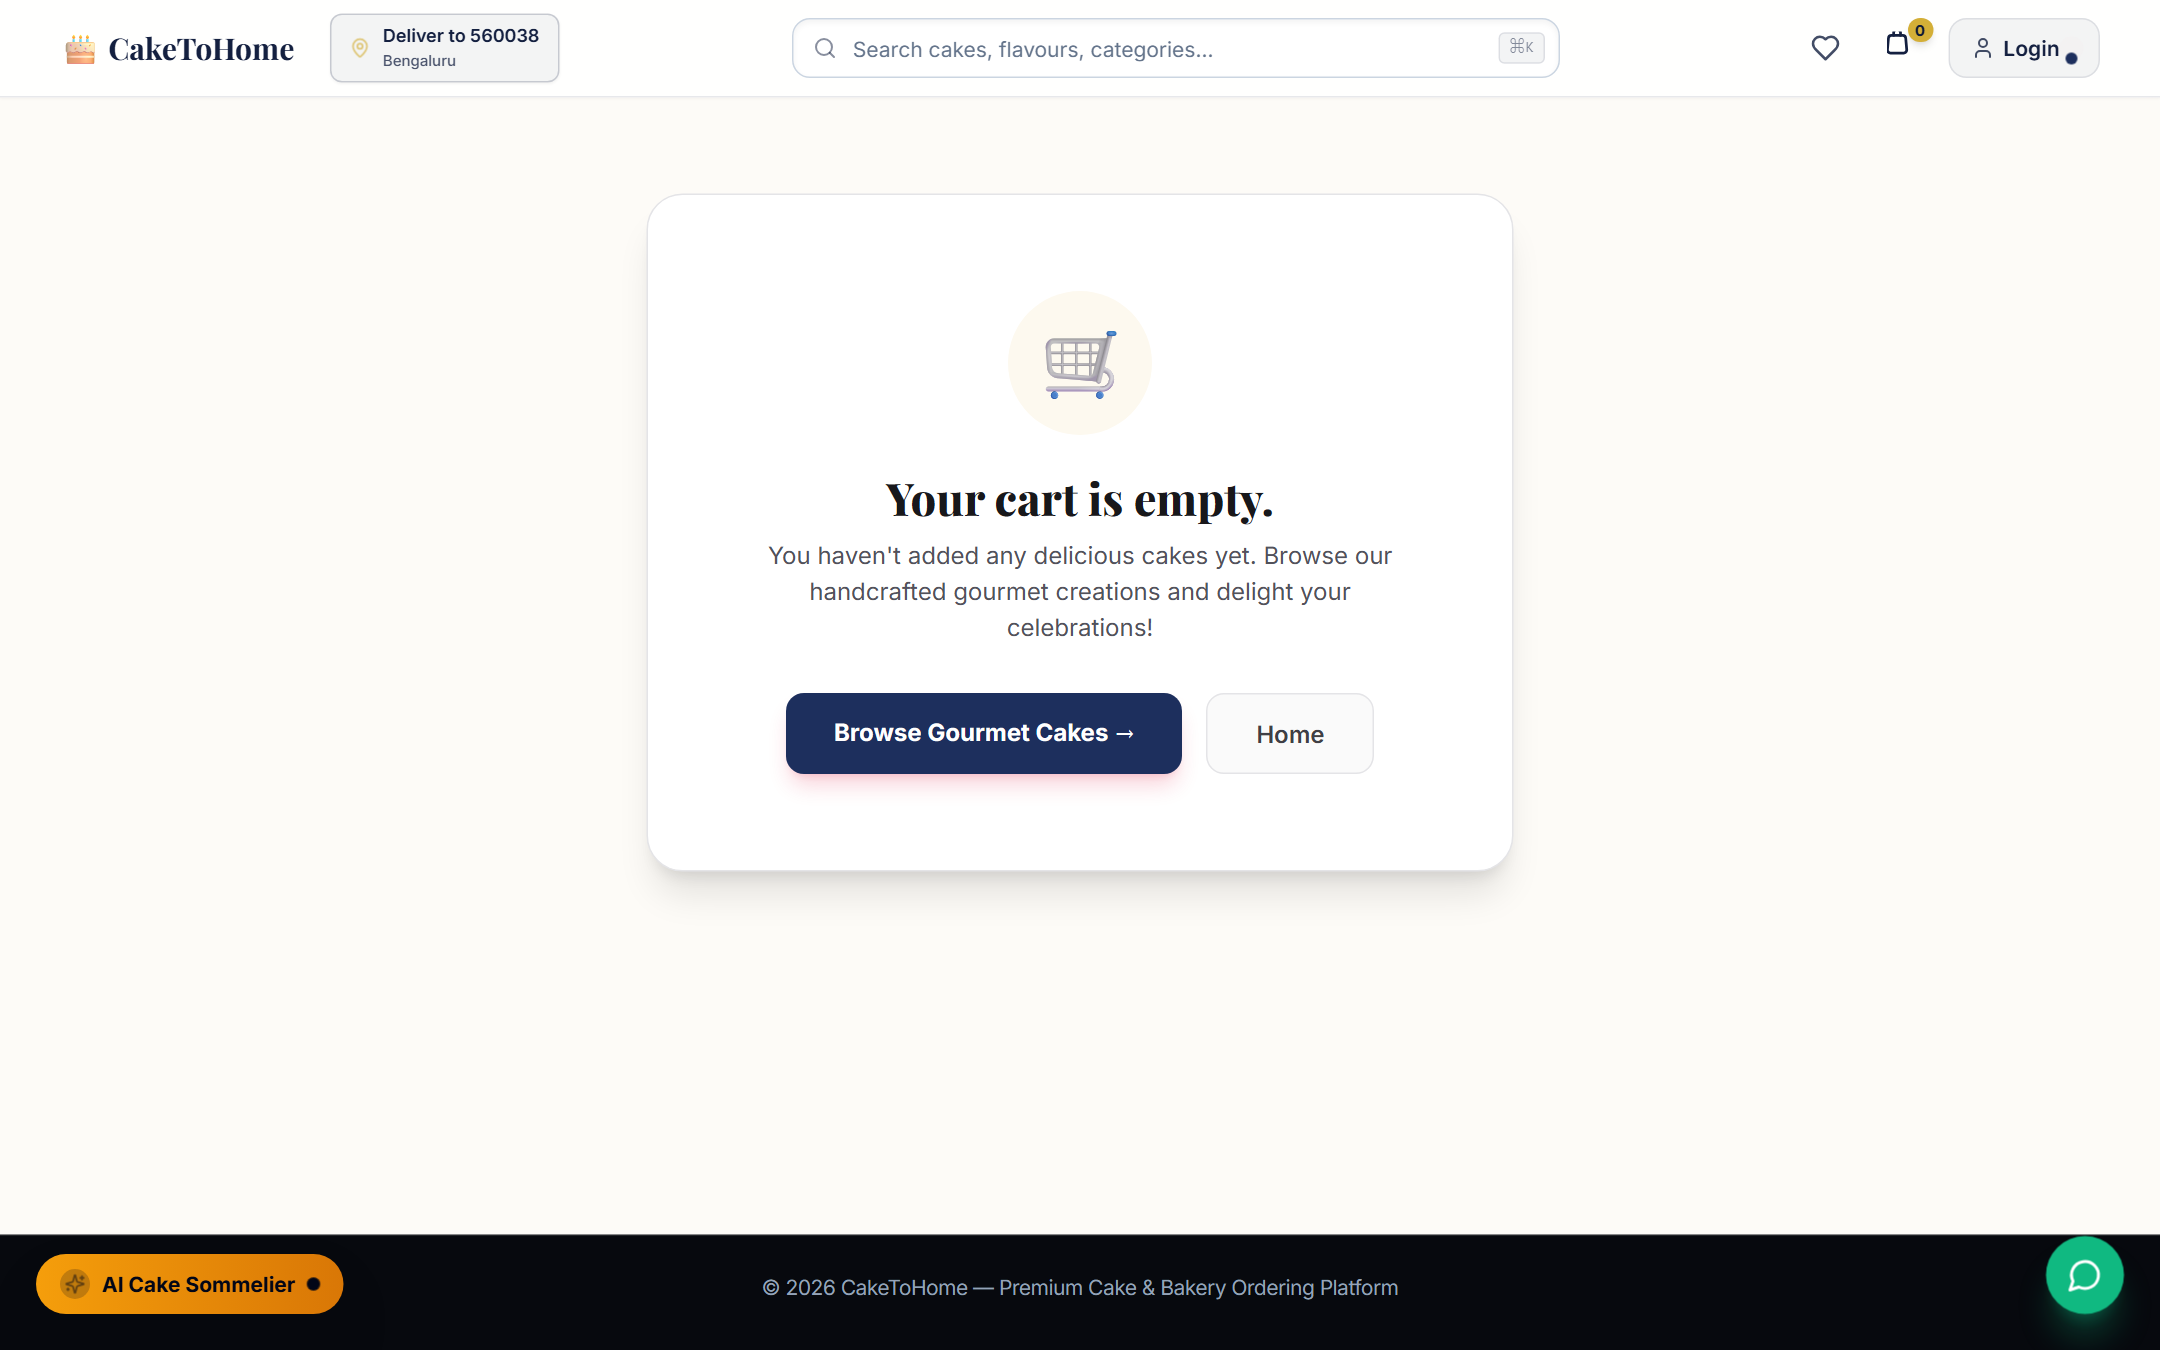 CakeToHome
Deliver to 560038
Bengaluru
Search cakes, flavours, categories...
⌘K
0
Login
Your cart is empty.
You haven't added any delicious cakes yet. Browse our
handcrafted gourmet creations and delight your
celebrations!
Browse Gourmet Cakes →
Home
AI Cake Sommelier
© 2026 CakeToHome — Premium Cake & Bakery Ordering Platform